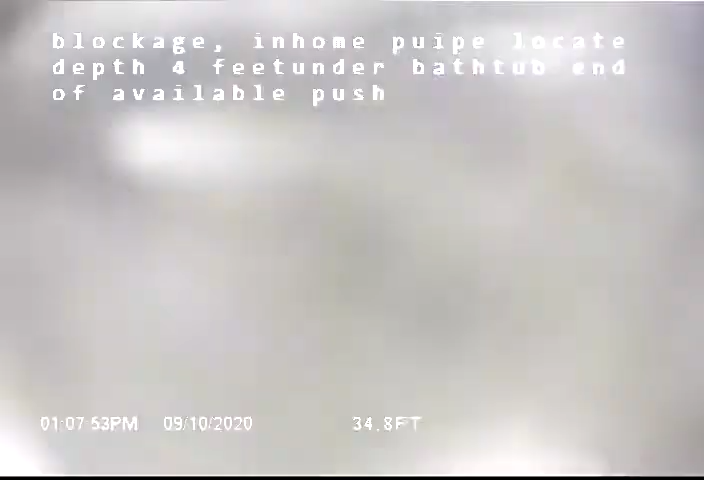 blockage, inhome puipe locate
depth 4 feetunder bathtub end
of available push
01:07:53PM 09/10/2020 34.8FT